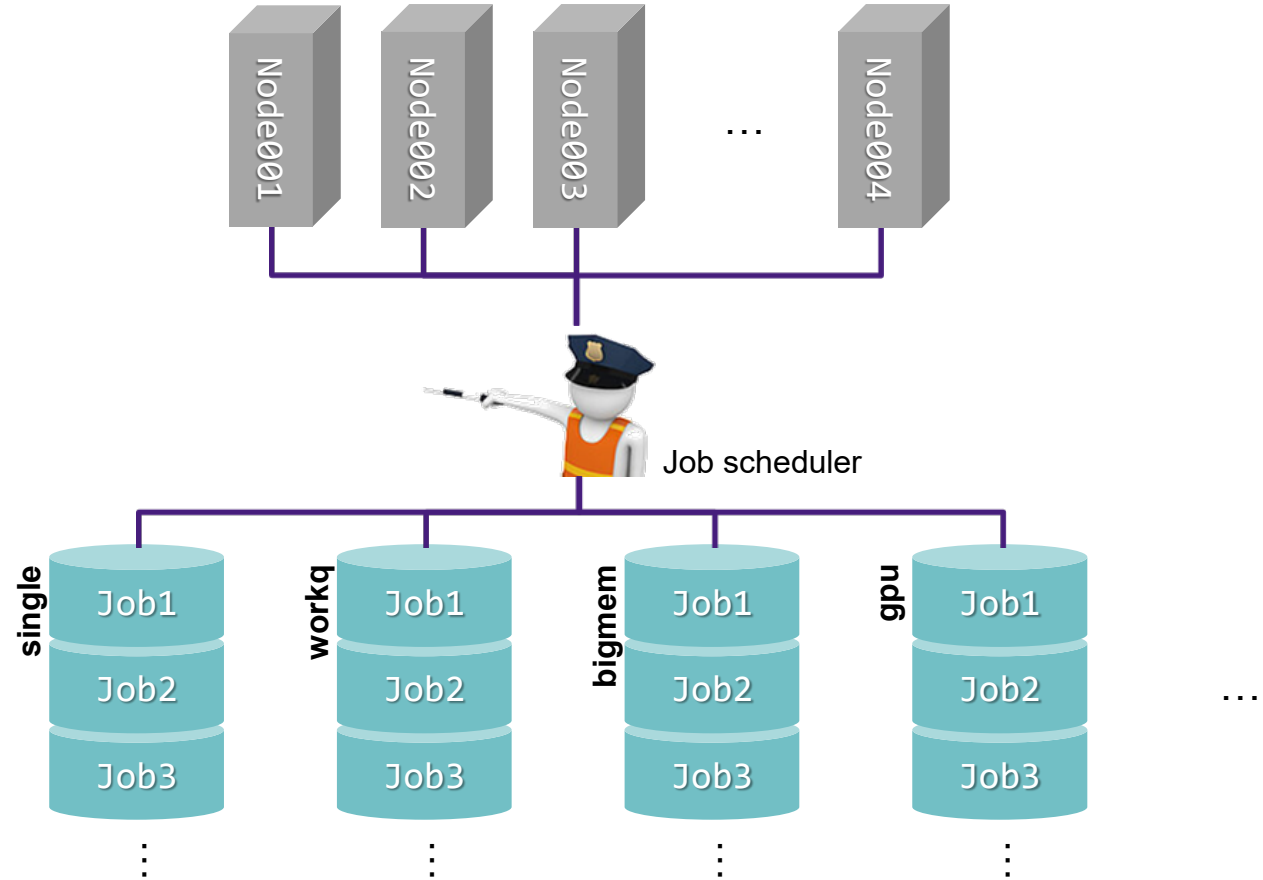 Node001
Node002
Node003
...
Node004
Job scheduler
single
Job1
Job2
Job3
...
workq
Job1
Job2
Job3
...
bigmem
Job1
Job2
Job3
...
gpu
Job1
Job2
Job3
...
...